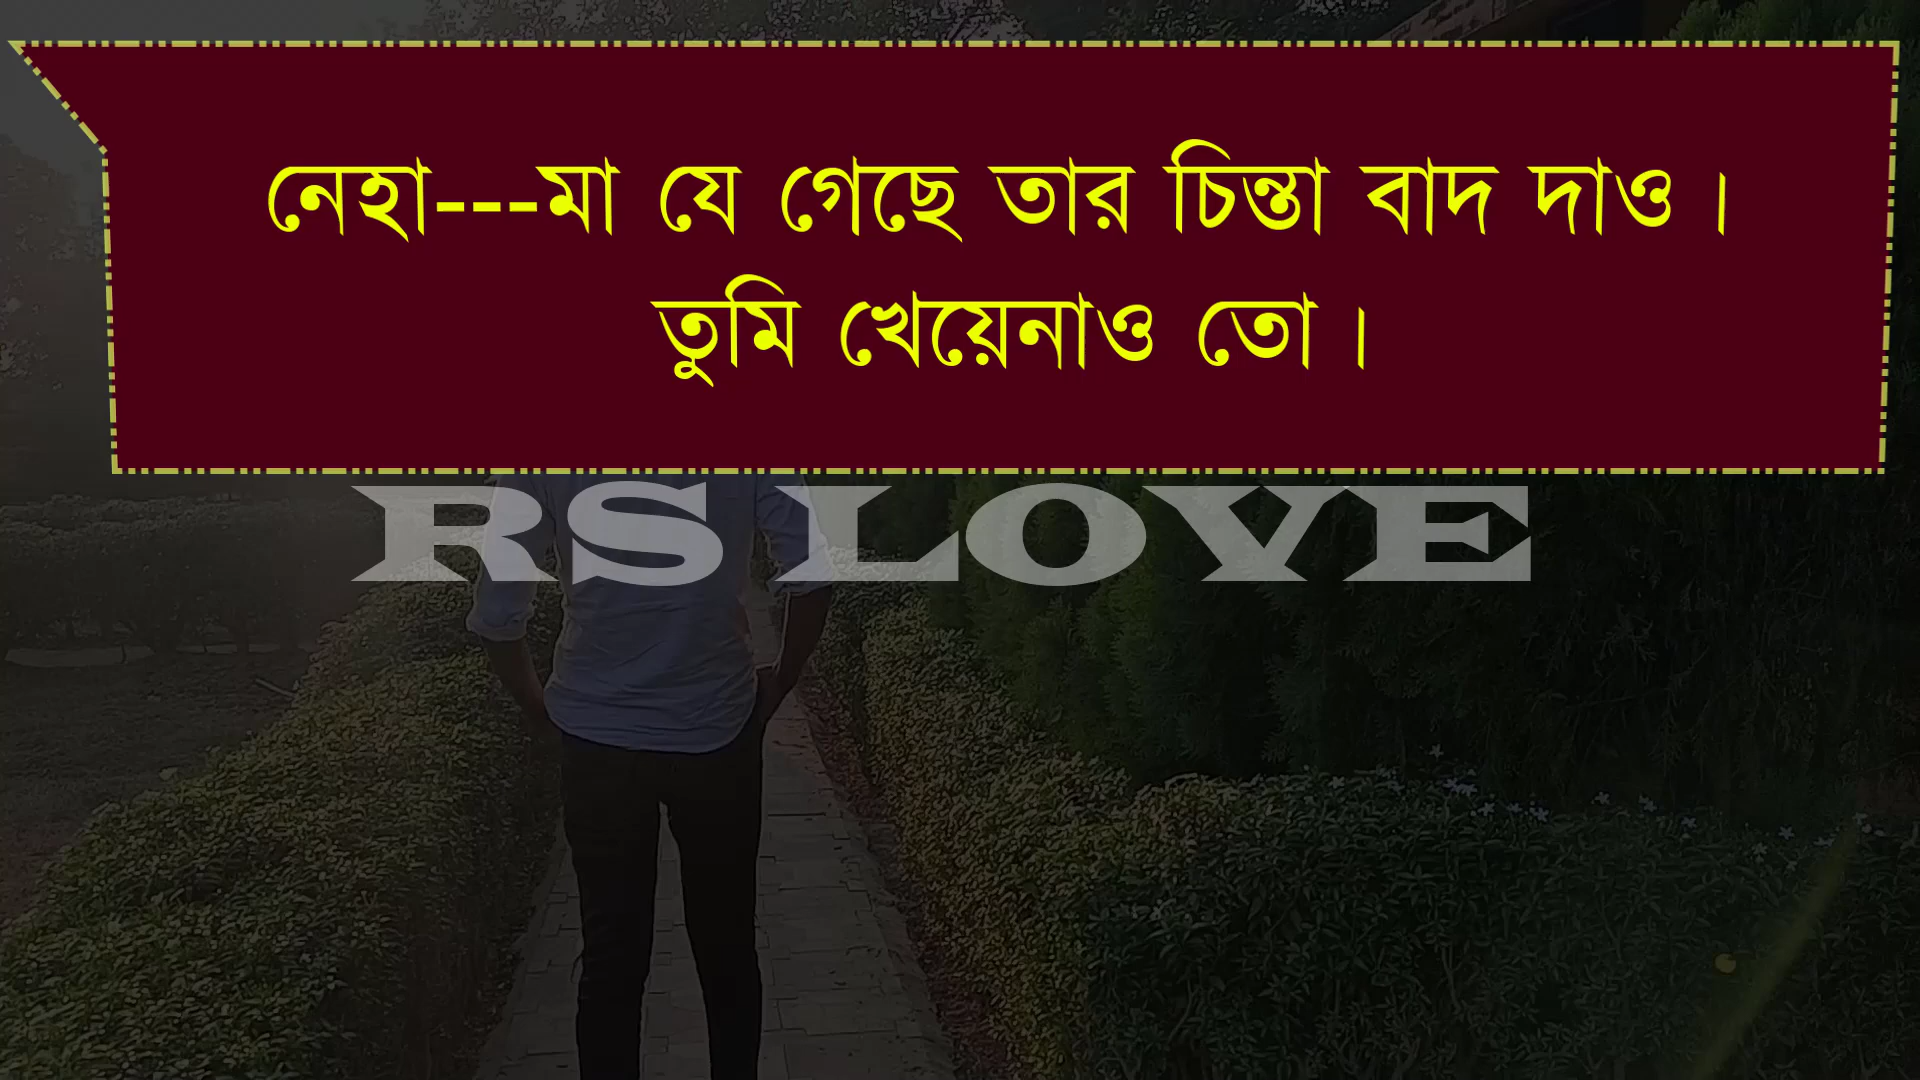 নেহা---মা যে গেছে তার চিন্তা বাদ দাও ।
তুমি খেয়েনাও তো ।
RS LOVE